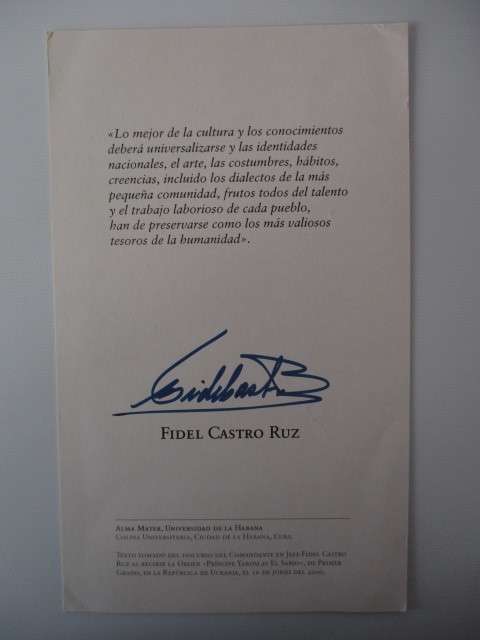 «Lo mejor de la cultura y los conocimientos
deberá universalizarse y las identidades
nacionales, el arte, las costumbres, hábitos,
creencias, incluido los dialectos de la más
pequeña comunidad, frutos todos del talento
y el trabajo laborioso de cada pueblo,
han de preservarse como los más valiosos
tesoros de la humanidad».
Fidel Castro
FIDEL CASTRO RUZ
ALMA MATER, UNIVERSIDAD DE LA HABANA
COLINA UNIVERSITARIA, CIUDAD DE LA HABANA, CUBA.
TEXTO TOMADO DEL DISCURSO DEL COMANDANTE EN JEFE FIDEL CASTRO
RUZ AL RECIBIR LA ORDEN «PRÍNCIPE YAROSLAV EL SABIO», DE PRIMER
GRADO, EN LA REPÚBLICA DE UCRANIA, EL DE JUNIO DEL